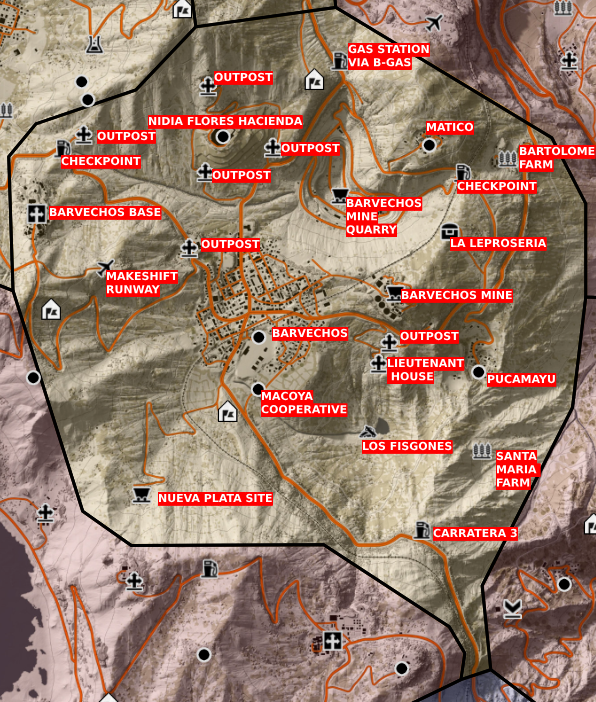 GAS STATION
VIA B-GAS
OUTPOST
NIDIA FLORES HACIENDA
MATICO
OUTPOST
OUTPOST
BARTOLOME
FARM
CHECKPOINT
OUTPOST
CHECKPOINT
BARVECHOS
MINE
QUARRY
BARVECHOS BASE
OUTPOST
LA LEPROSERIA
MAKESHIFT
RUNWAY
BARVECHOS MINE
BARVECHOS
OUTPOST
LIEUTENANT
HOUSE
PUCAMAYU
MACOYA
COOPERATIVE
LOS FISGONES
SANTA
MARIA
FARM
NUEVA PLATA SITE
CARRATERA 3